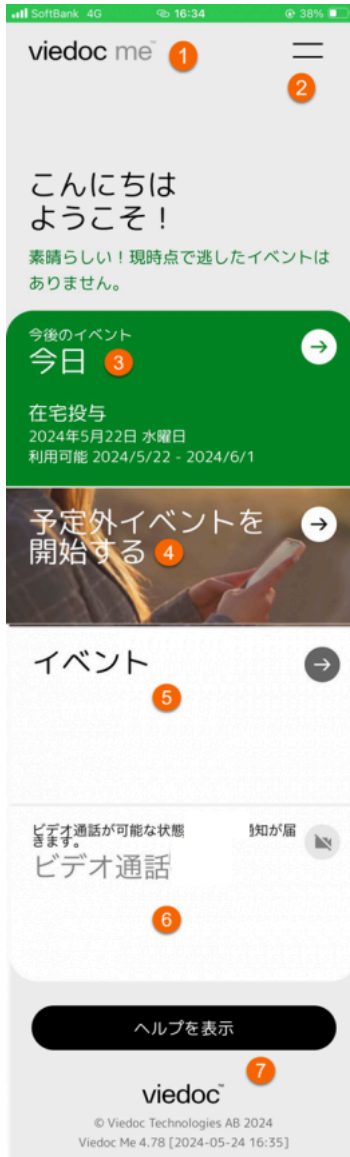 SoftBank 4G 16:34 38%
viedoc me™ 1
2
こんにちは
ようこそ！
素晴らしい！現時点で逃したイベントは
ありません。
今後のイベント
今日 3
在宅投与
2024年5月22日 水曜日
利用可能 2024/5/22 - 2024/6/1
予定外イベントを
開始する 4
イベント
5
ビデオ通話が可能な状態 通知が届
きます。
ビデオ通話
6
ヘルプを表示
7
viedoc™
© Viedoc Technologies AB 2024
Viedoc Me 4.78 [2024-05-24 16:35]